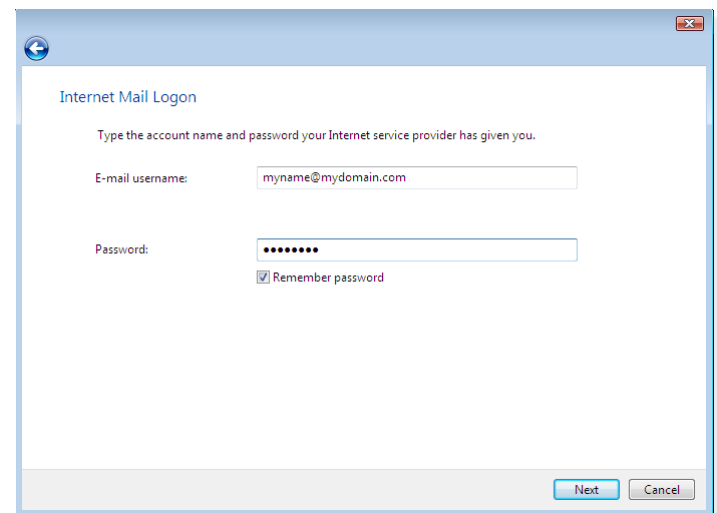 Internet Mail Logon
Type the account name and password your Internet service provider has given you.
E-mail username: myname@mydomain.com
Password: ●●●●●●●●
Remember password
Next Cancel